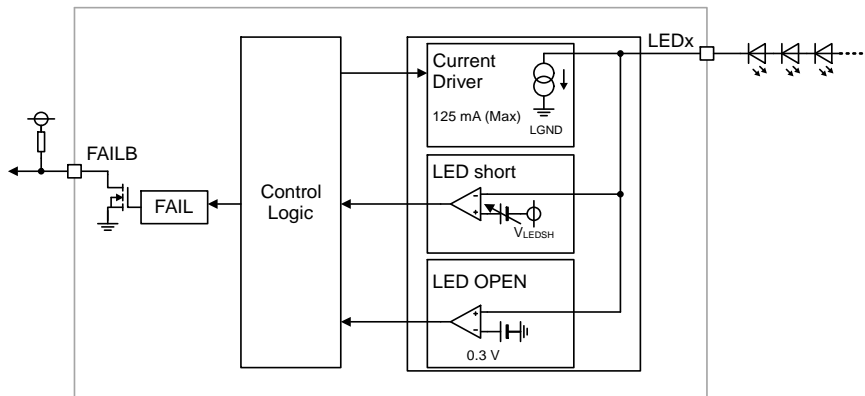 LEDx
Current
Driver
125 mA (Max)
LGND
FAILB
LED short
Control
Logic
FAIL
VLEDSH
LED OPEN
0.3 V